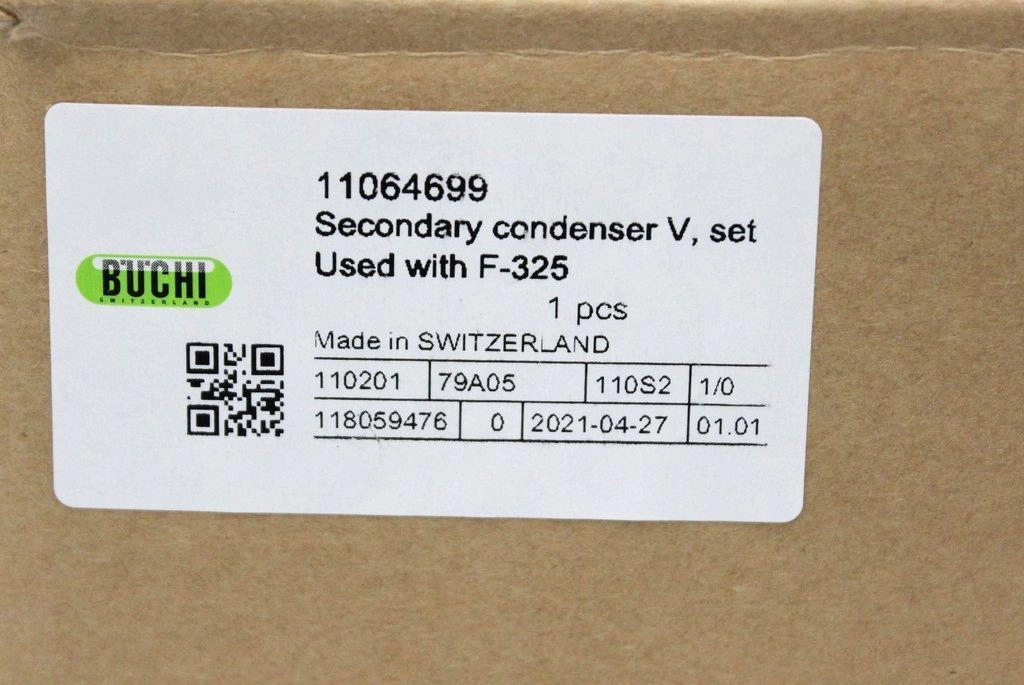 11064699
Secondary condenser V, set
Used with F-325
BÜCHI
SWITZERLAND
1 pcs
Made in SWITZERLAND
110201 79A05 110S2 1/0
118059476 0 2021-04-27 01.01